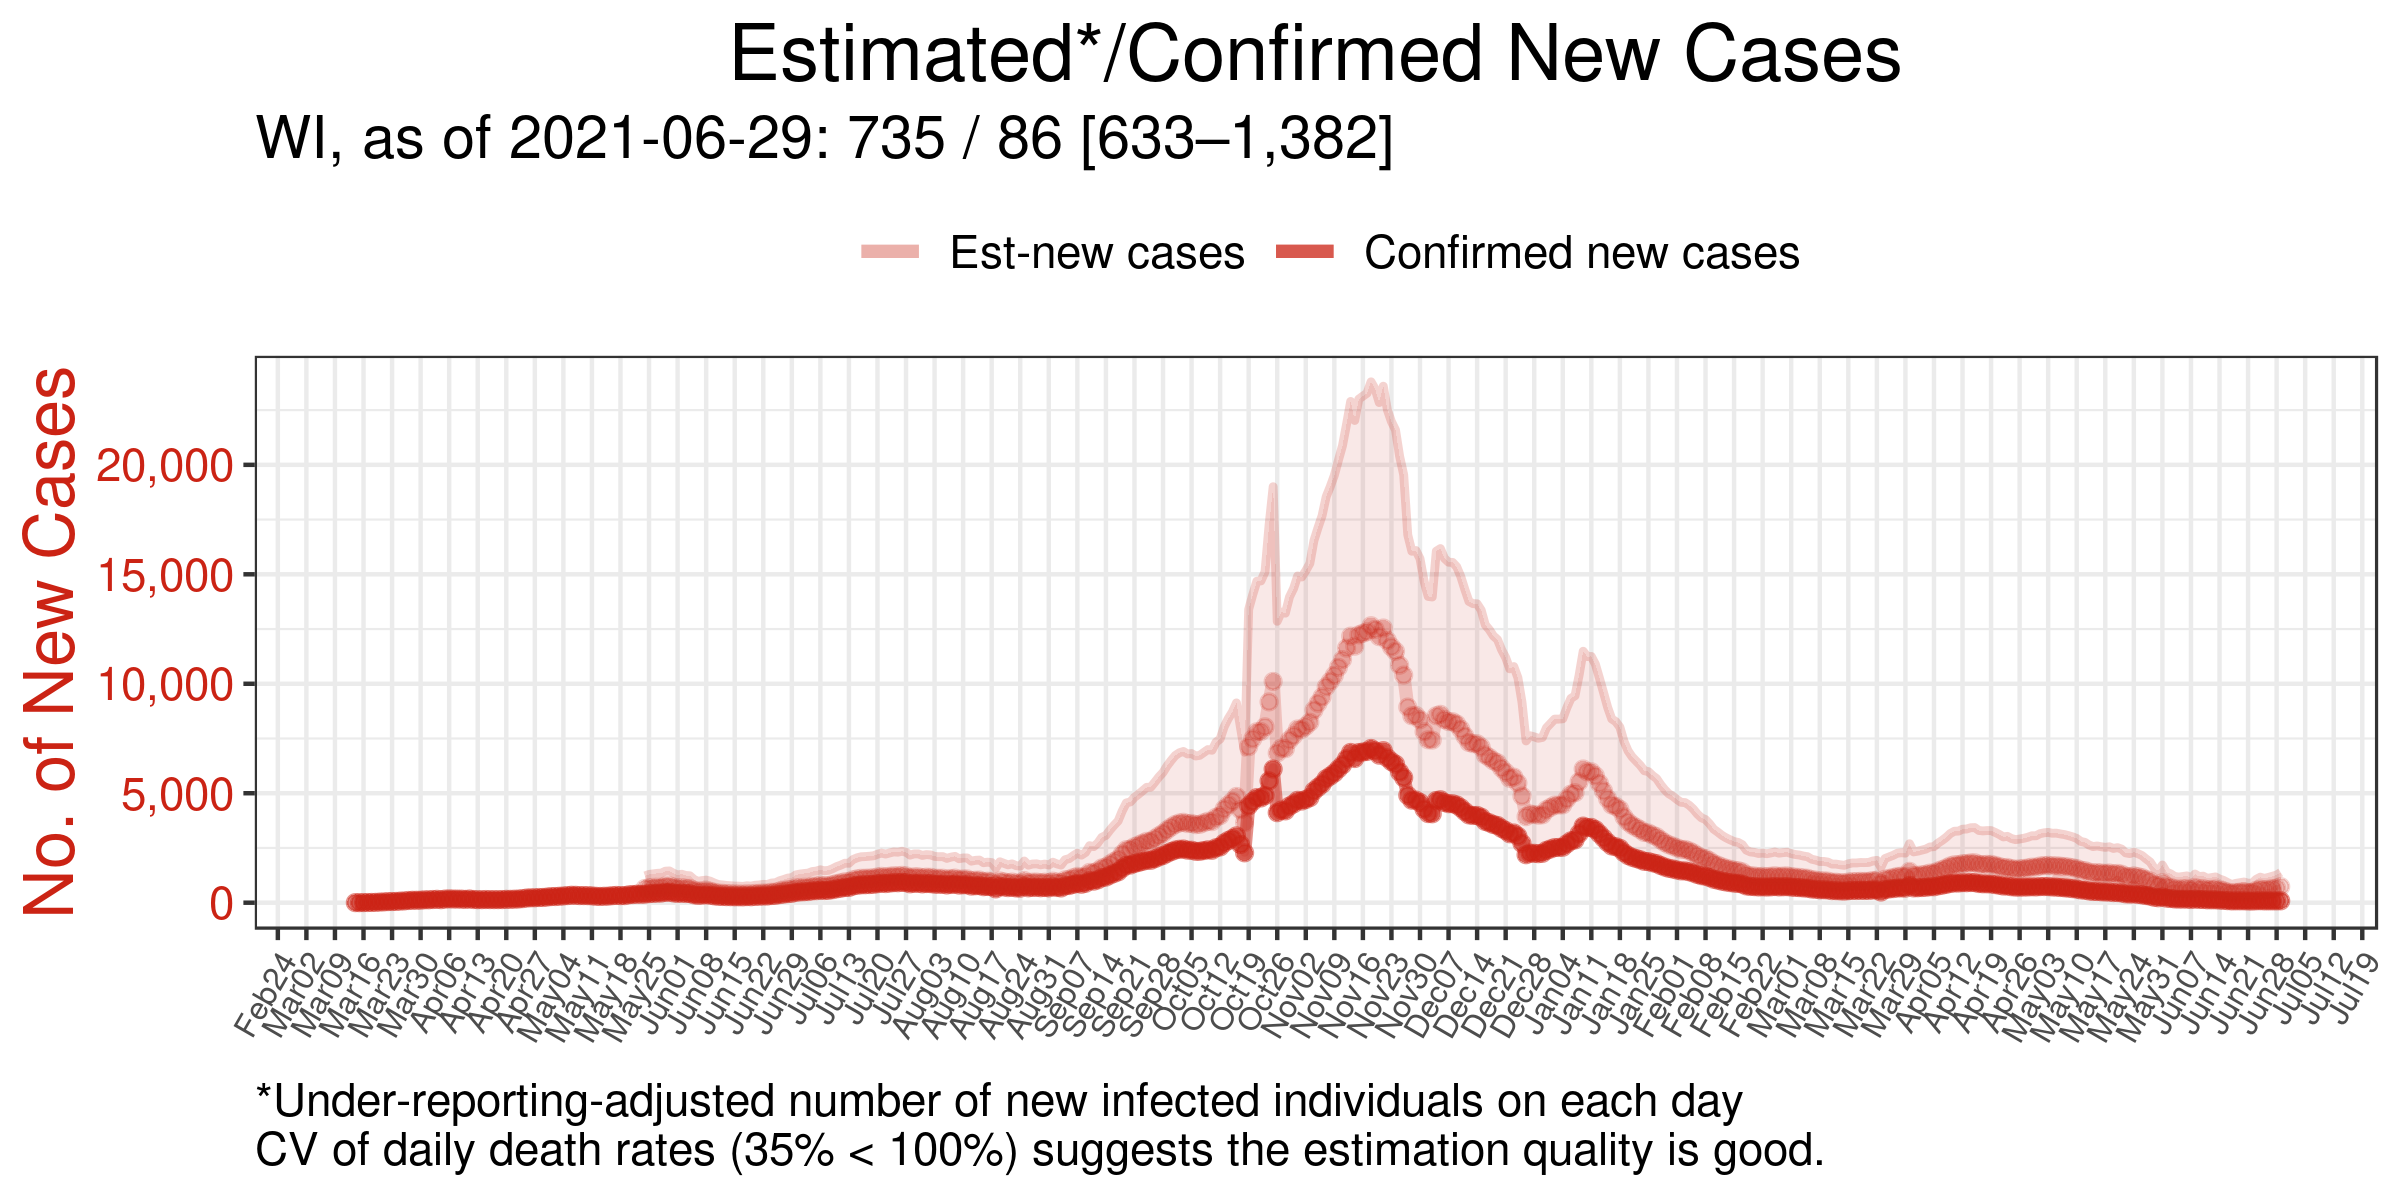 Estimated*/Confirmed New Cases
WI, as of 2021-06-29: 735 / 86 [633–1,382]
Est-new cases
Confirmed new cases
No. of New Cases
20,000
15,000
10,000
5,000
0
Feb24
Mar02
Mar09
Mar16
Mar23
Mar30
Apr06
Apr13
Apr20
Apr27
May04
May11
May18
May25
Jun01
Jun08
Jun15
Jun22
Jun29
Jul06
Jul13
Jul20
Jul27
Aug03
Aug10
Aug17
Aug24
Aug31
Sep07
Sep14
Sep21
Sep28
Oct05
Oct12
Oct19
Oct26
Nov02
Nov09
Nov16
Nov23
Nov30
Dec07
Dec14
Dec21
Dec28
Jan04
Jan11
Jan18
Jan25
Feb01
Feb08
Feb15
Feb22
Mar01
Mar08
Mar15
Mar22
Mar29
Apr05
Apr12
Apr19
Apr26
May03
May10
May17
May24
May31
Jun07
Jun14
Jun21
Jun28
Jul05
Jul12
Jul19
*Under-reporting-adjusted number of new infected individuals on each day
CV of daily death rates (35% < 100%) suggests the estimation quality is good.